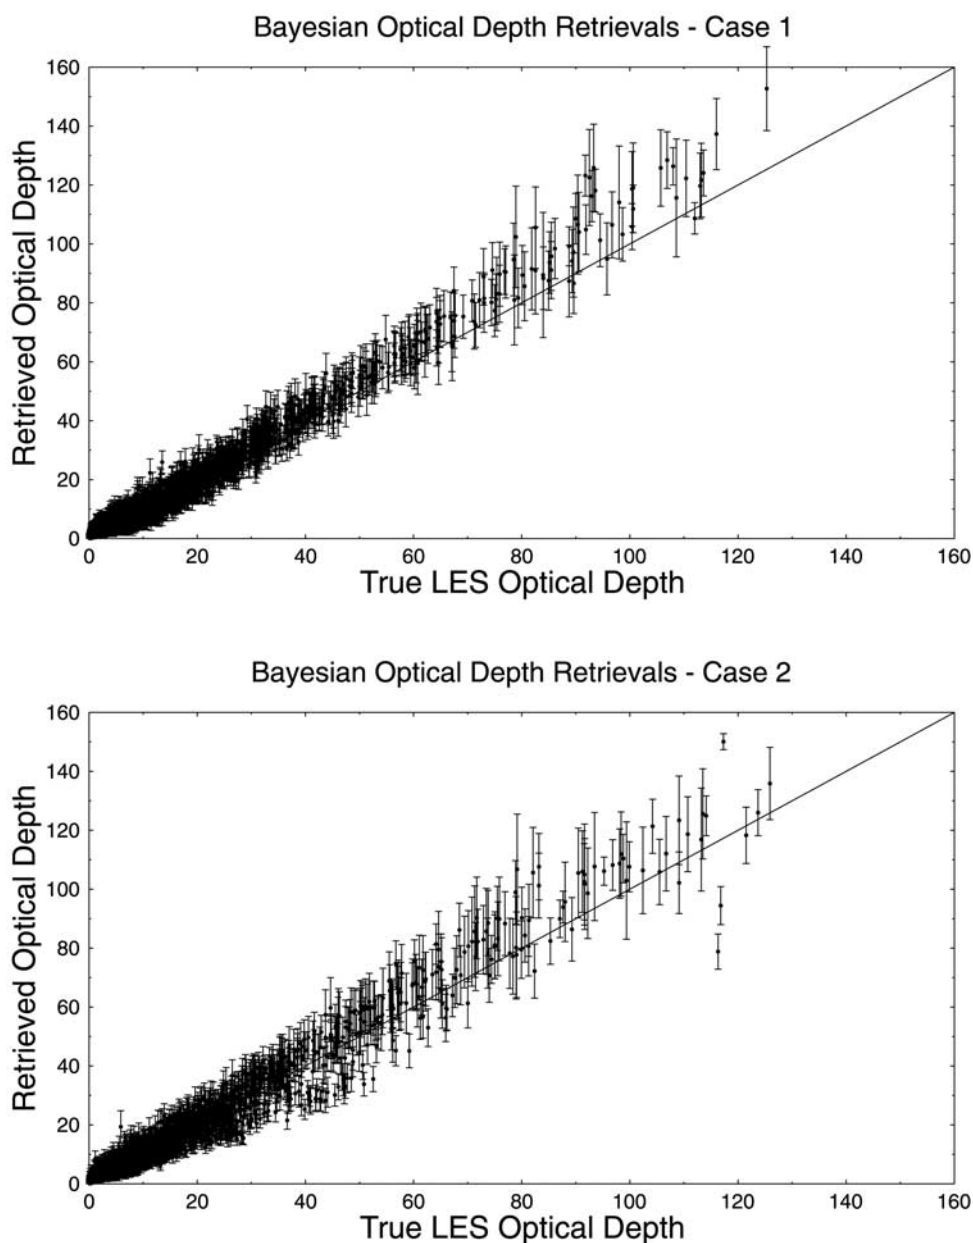 Bayesian Optical Depth Retrievals - Case 1
160
140
120
100
80
60
40
20
0
Retrieved Optical Depth
0 20 40 60 80 100 120 140 160
True LES Optical Depth
Bayesian Optical Depth Retrievals - Case 2
160
140
120
100
80
60
40
20
0
Retrieved Optical Depth
0 20 40 60 80 100 120 140 160
True LES Optical Depth